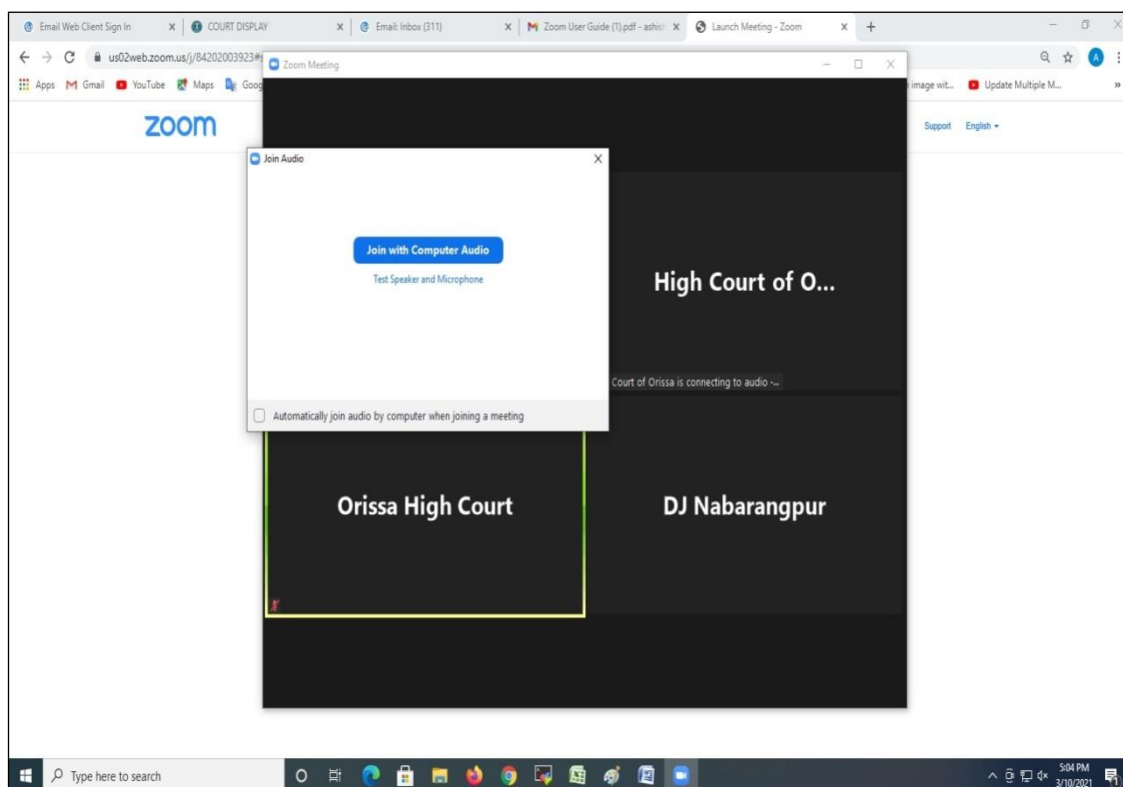 Email Web Client Sign In
COURT DISPLAY
Email: Inbox (311)
Zoom User Guide (1).pdf - ashis
Launch Meeting - Zoom
us02web.zoom.us/j/84202003923#
Apps
Gmail
YouTube
Maps
Goog
image wit...
Update Multiple M...
A
zoom
Support
English
Zoom Meeting
Join Audio
Join with Computer Audio
Test Speaker and Microphone
Automatically join audio by computer when joining a meeting
High Court of O...
Court of Orissa is connecting to audio ·...
Orissa High Court
DJ Nabarangpur
Type here to search
5:04 PM
3/10/2021